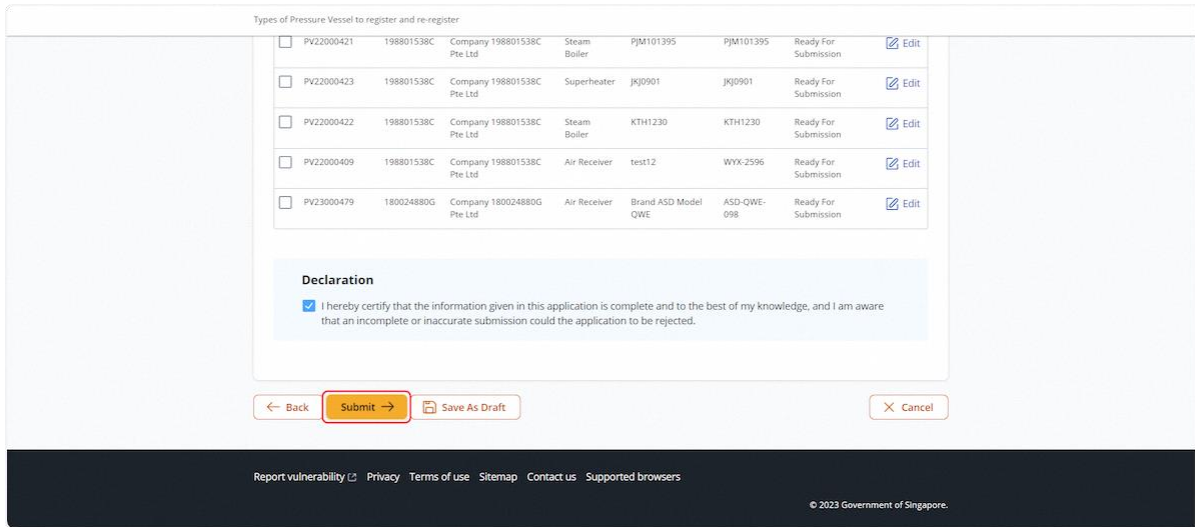 Types of Pressure Vessel to register and re-register
PV22000421 198801538C Company 198801538C Steam PJM101395 PJM101395 Ready For Edit
Pte Ltd Boiler Submission
PV22000423 198801538C Company 198801538C Superheater JKJ0901 JKJ0901 Ready For Edit
Pte Ltd Submission
PV22000422 198801538C Company 198801538C Steam KTH1230 KTH1230 Ready For Edit
Pte Ltd Boiler Submission
PV22000409 198801538C Company 198801538C Air Receiver test12 WYX-2596 Ready For Edit
Pte Ltd Submission
PV23000479 180024880G Company 180024880G Air Receiver Brand ASD Model ASD-QWE- Ready For Edit
Pte Ltd QWE 098 Submission
Declaration
I hereby certify that the information given in this application is complete and to the best of my knowledge, and I am aware
that an incomplete or inaccurate submission could the application to be rejected.
Back Submit Save As Draft Cancel
Report vulnerability Privacy Terms of use Sitemap Contact us Supported browsers
© 2023 Government of Singapore.